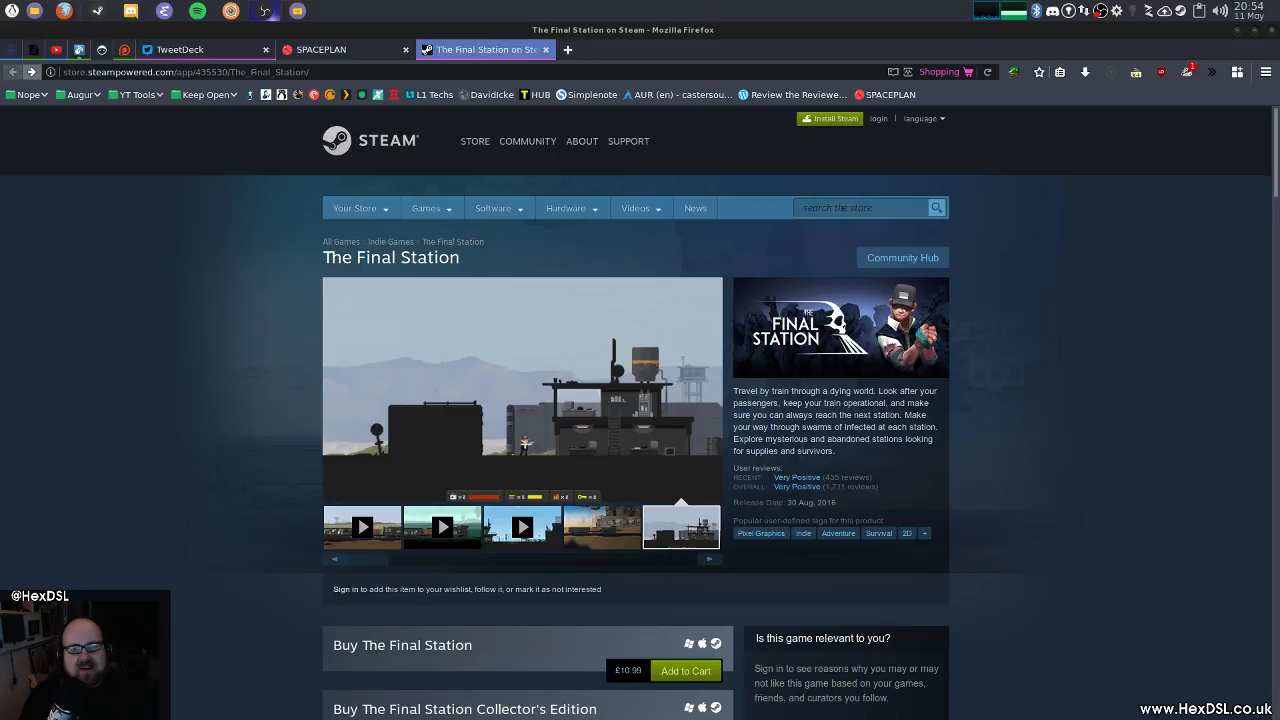 20:54
11 May
The Final Station on Steam - Mozilla Firefox
TweetDeck
SPACEPLAN
The Final Station on Ste
store.steampowered.com/app/435530/The_Final_Station/
Shopping
1
Nope
Augur
YT Tools
Keep Open
L1 Techs
DavidIcke
HUB
Simplenote
AUR (en) - castersou...
Review the Reviewe...
SPACEPLAN
Install Steam
login
language
STEAM
STORE
COMMUNITY
ABOUT
SUPPORT
Your Store
Games
Software
Hardware
Videos
News
search the store
All Games > Indie Games > The Final Station
The Final Station
Community Hub
THE
FINAL
STATION
Travel by train through a dying world. Look after your
passengers, keep your train operational, and make
sure you can always reach the next station. Make
your way through swarms of infected at each station.
Explore mysterious and abandoned stations looking
for supplies and survivors.
User reviews:
RECENT: Very Positive (435 reviews)
OVERALL: Very Positive (1,711 reviews)
Release Date: 30 Aug, 2016
Popular user-defined tags for this product:
Pixel Graphics
Indie
Adventure
Survival
2D
+
Sign in to add this item to your wishlist, follow it, or mark it as not interested
@HexDSL
Buy The Final Station
£10.99
Add to Cart
Is this game relevant to you?
Sign in to see reasons why you may or may
not like this game based on your games,
friends, and curators you follow.
Buy The Final Station Collector's Edition
www.HexDSL.co.uk